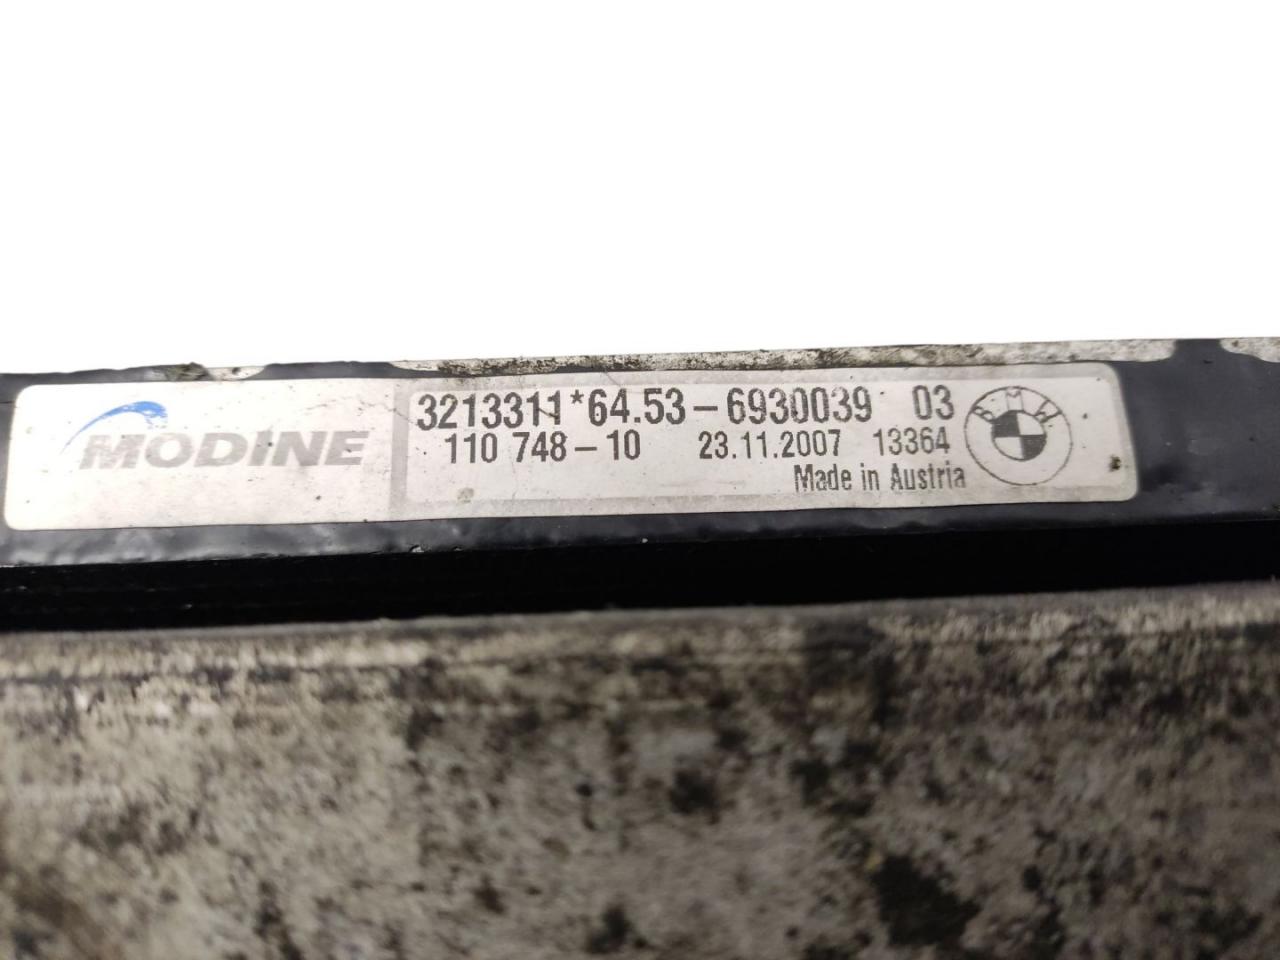 MODINE
3213311*64.53-6930039 03
110 748-10 23.11.2007 13364
Made in Austria
BMW